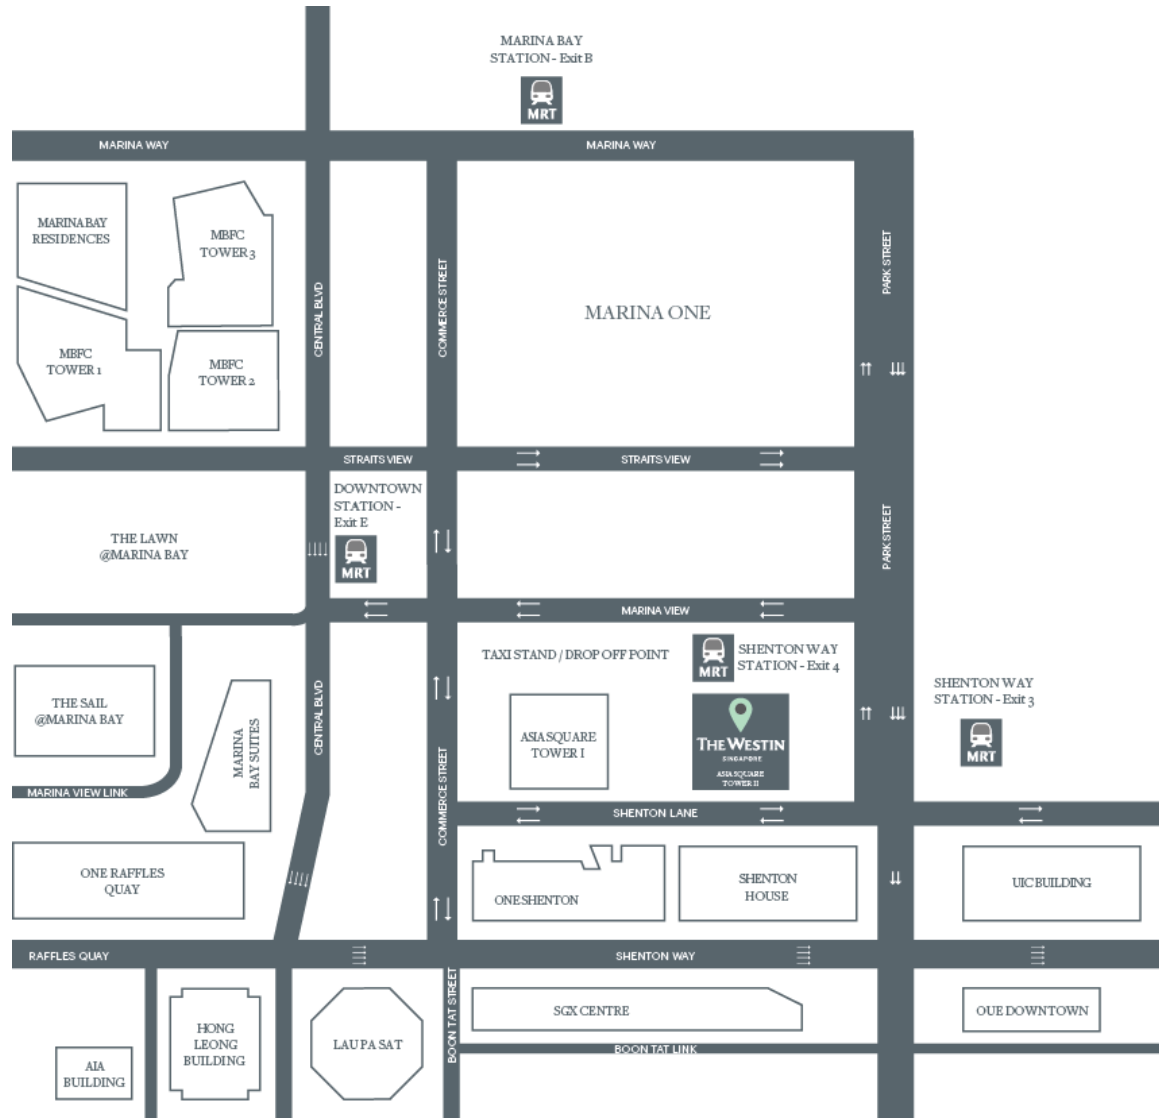 MARINA BAY
STATION - Exit B
MRT
MARINA WAY
MARINA WAY
MARINA BAY
RESIDENCES
MBFC
TOWER 3
CENTRAL BLVD
COMMERCE STREET
MARINA ONE
PARK STREET
MBFC
TOWER 1
MBFC
TOWER 2
STRAITS VIEW
STRAITS VIEW
DOWNTOWN
STATION -
Exit E
MRT
THE LAWN
@MARINA BAY
PARK STREET
MARINA VIEW
TAXI STAND / DROP OFF POINT
MRT
SHENTON WAY
STATION - Exit 4
SHENTON WAY
STATION - Exit 3
MRT
THE SAIL
@MARINA BAY
MARINA
BAY SUITES
CENTRAL BLVD
COMMERCE STREET
ASIA SQUARE
TOWER I
THE WESTIN
SINGAPORE
ASIA SQUARE
TOWER II
MARINA VIEW LINK
SHENTON LANE
ONE RAFFLES
QUAY
ONE SHENTON
SHENTON
HOUSE
UIC BUILDING
RAFFLES QUAY
SHENTON WAY
HONG
LEONG
BUILDING
LAU PA SAT
BOON TAT STREET
SGX CENTRE
OUE DOWNTOWN
BOON TAT LINK
AIA
BUILDING